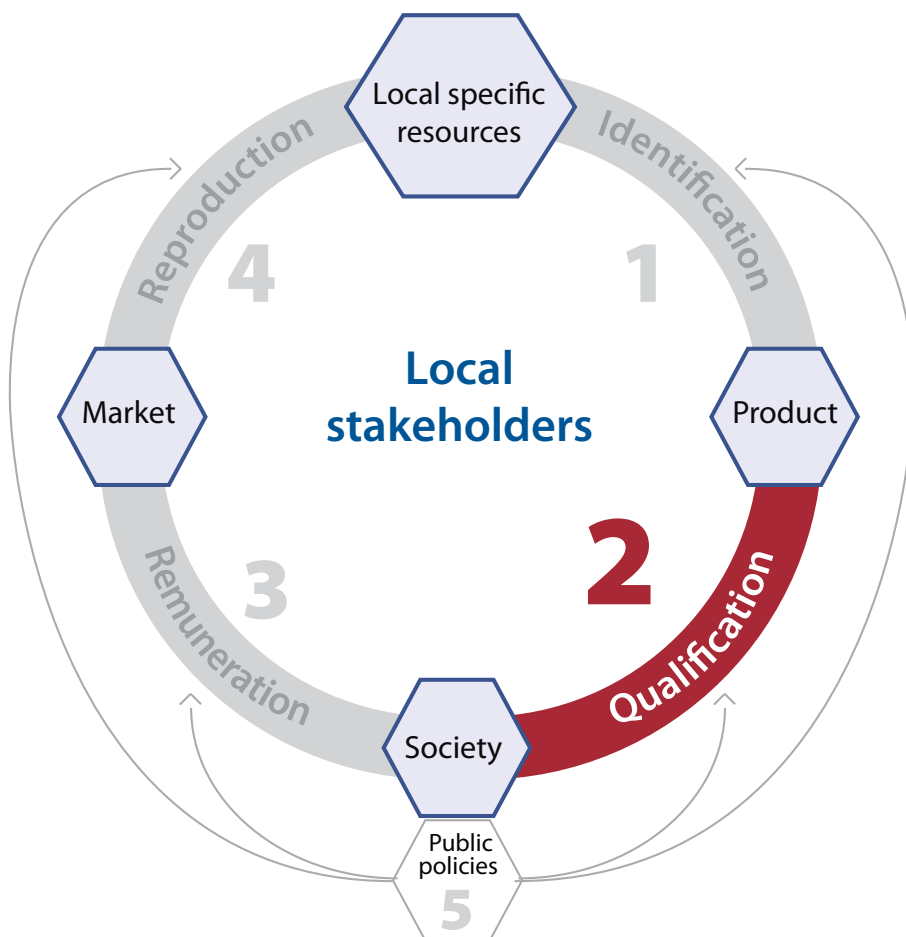 Local specific
resources
Identification
1
Product
Qualification
2
Society
Remuneration
3
Market
Reproduction
4
Local
stakeholders
Public
policies
5